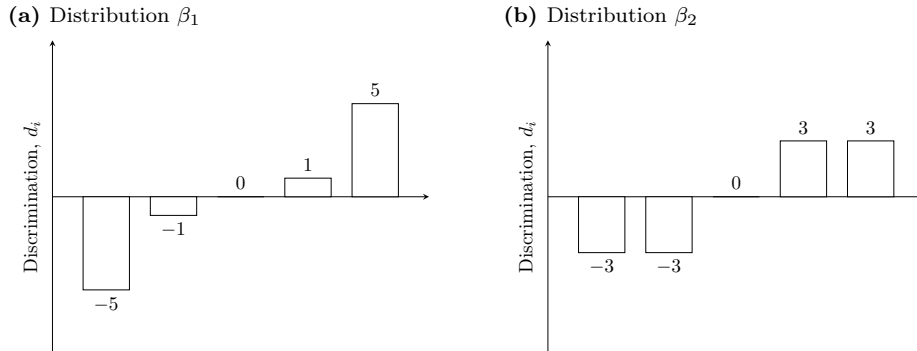 (a) Distribution β₁
Discrimination, dᵢ
−5
−1
0
1
5
(b) Distribution β₂
Discrimination, dᵢ
−3
−3
0
3
3